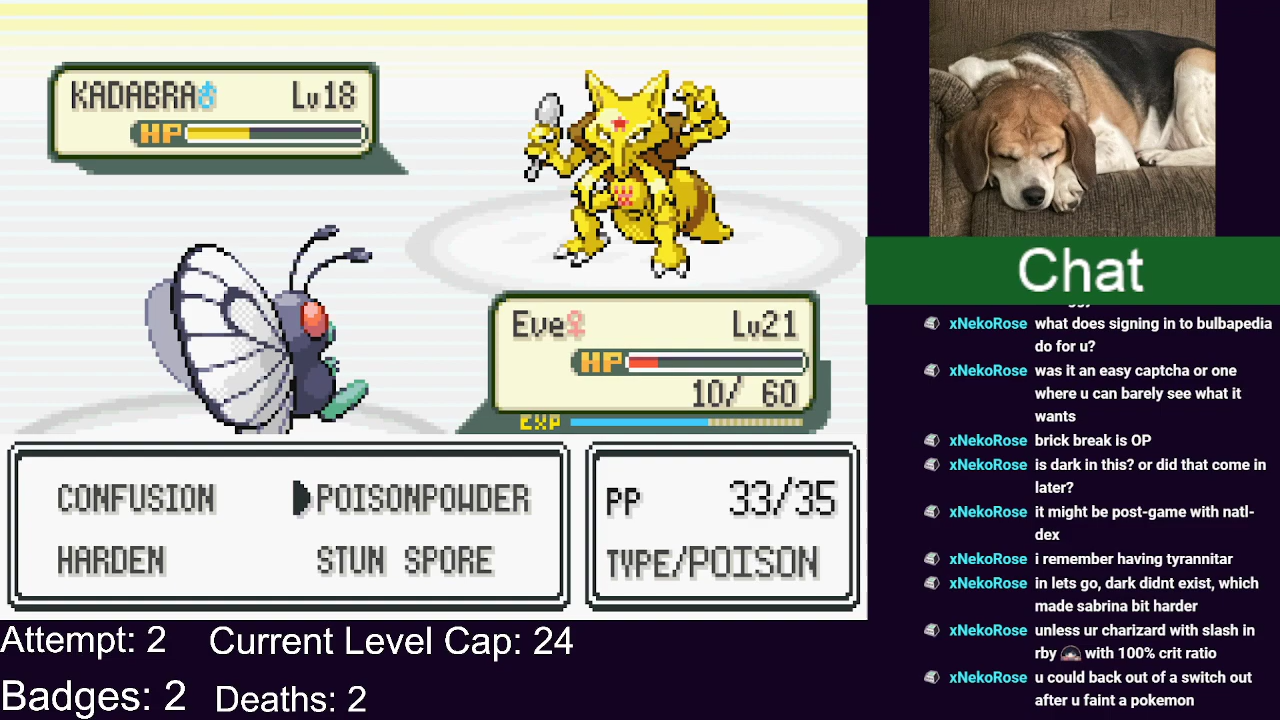 KADABRA♂ Lv18
HP
Eve♀ Lv21
HP
10/ 60
EXP
CONFUSION POISONPOWDER
HARDEN STUN SPORE
PP 33/35
TYPE/POISON
Attempt: 2 Current Level Cap: 24
Badges: 2 Deaths: 2
Chat
xNekoRose what does signing in to bulbapedia
do for u?
xNekoRose was it an easy captcha or one
where u can barely see what it
wants
xNekoRose brick break is OP
xNekoRose is dark in this? or did that come in
later?
xNekoRose it might be post-game with natl-
dex
xNekoRose i remember having tyrannitar
xNekoRose in lets go, dark didnt exist, which
made sabrina bit harder
xNekoRose unless ur charizard with slash in
rby with 100% crit ratio
xNekoRose u could back out of a switch out
after u faint a pokemon